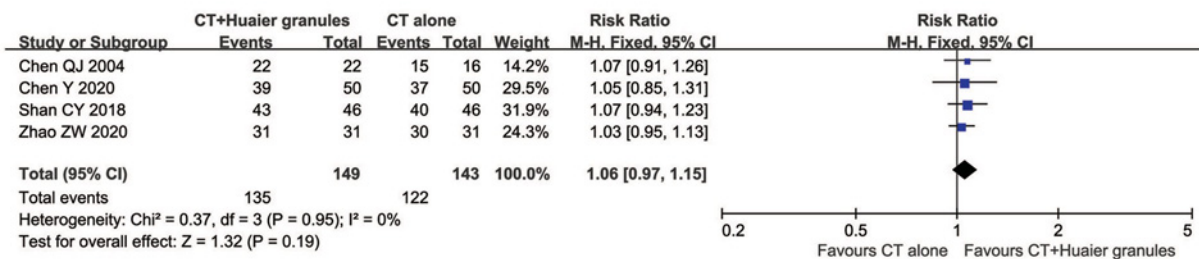 CT+Huaier granules CT alone Risk Ratio Risk Ratio
Study or Subgroup Events Total Events Total Weight M-H, Fixed, 95% CI M-H, Fixed, 95% CI
Chen QJ 2004 22 22 15 16 14.2% 1.07 [0.91, 1.26]
Chen Y 2020 39 50 37 50 29.5% 1.05 [0.85, 1.31]
Shan CY 2018 43 46 40 46 31.9% 1.07 [0.94, 1.23]
Zhao ZW 2020 31 31 30 31 24.3% 1.03 [0.95, 1.13]
Total (95% CI) 149 143 100.0% 1.06 [0.97, 1.15]
Total events 135 122
Heterogeneity: Chi² = 0.37, df = 3 (P = 0.95); I² = 0%
Test for overall effect: Z = 1.32 (P = 0.19)
0.2 0.5 1 2 5
Favours CT alone Favours CT+Huaier granules